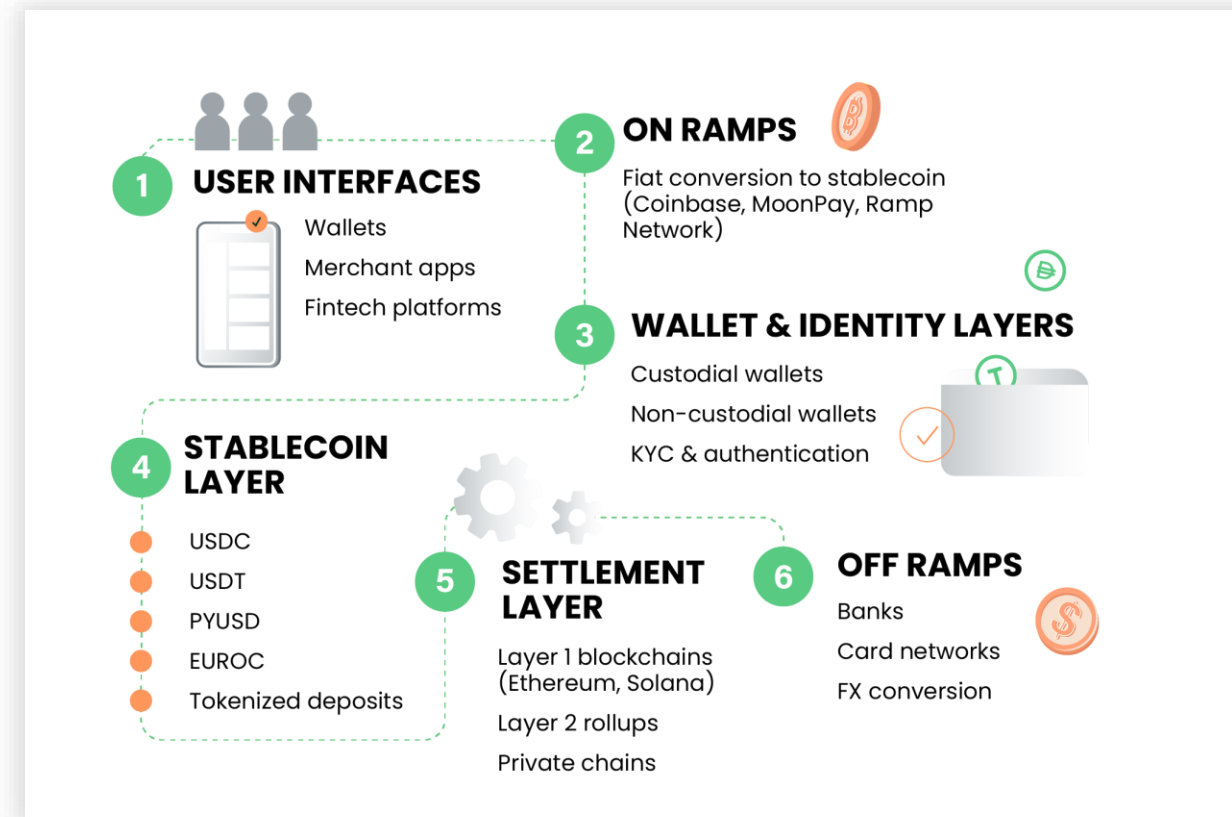 1
USER INTERFACES
Wallets
Merchant apps
Fintech platforms
2
ON RAMPS
Fiat conversion to stablecoin
(Coinbase, MoonPay, Ramp
Network)
3
WALLET & IDENTITY LAYERS
Custodial wallets
Non-custodial wallets
KYC & authentication
4
STABLECOIN
LAYER
USDC
USDT
PYUSD
EUROC
Tokenized deposits
5
SETTLEMENT
LAYER
Layer 1 blockchains
(Ethereum, Solana)
Layer 2 rollups
Private chains
6
OFF RAMPS
Banks
Card networks
FX conversion